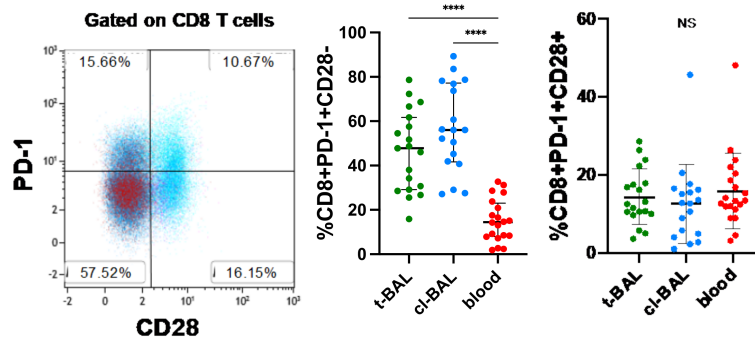 Gated on CD8 T cells
15.66%
10.67%
57.52%
16.15%
PD-1
10³
10²
10¹
2
0
-2
-2
0
2
10¹
10²
10³
CD28
****
****
%CD8+PD-1+CD28-
100
80
60
40
20
0
t-BAL
cl-BAL
blood
NS
%CD8+PD-1+CD28+
60
40
20
0
t-BAL
cl-BAL
blood